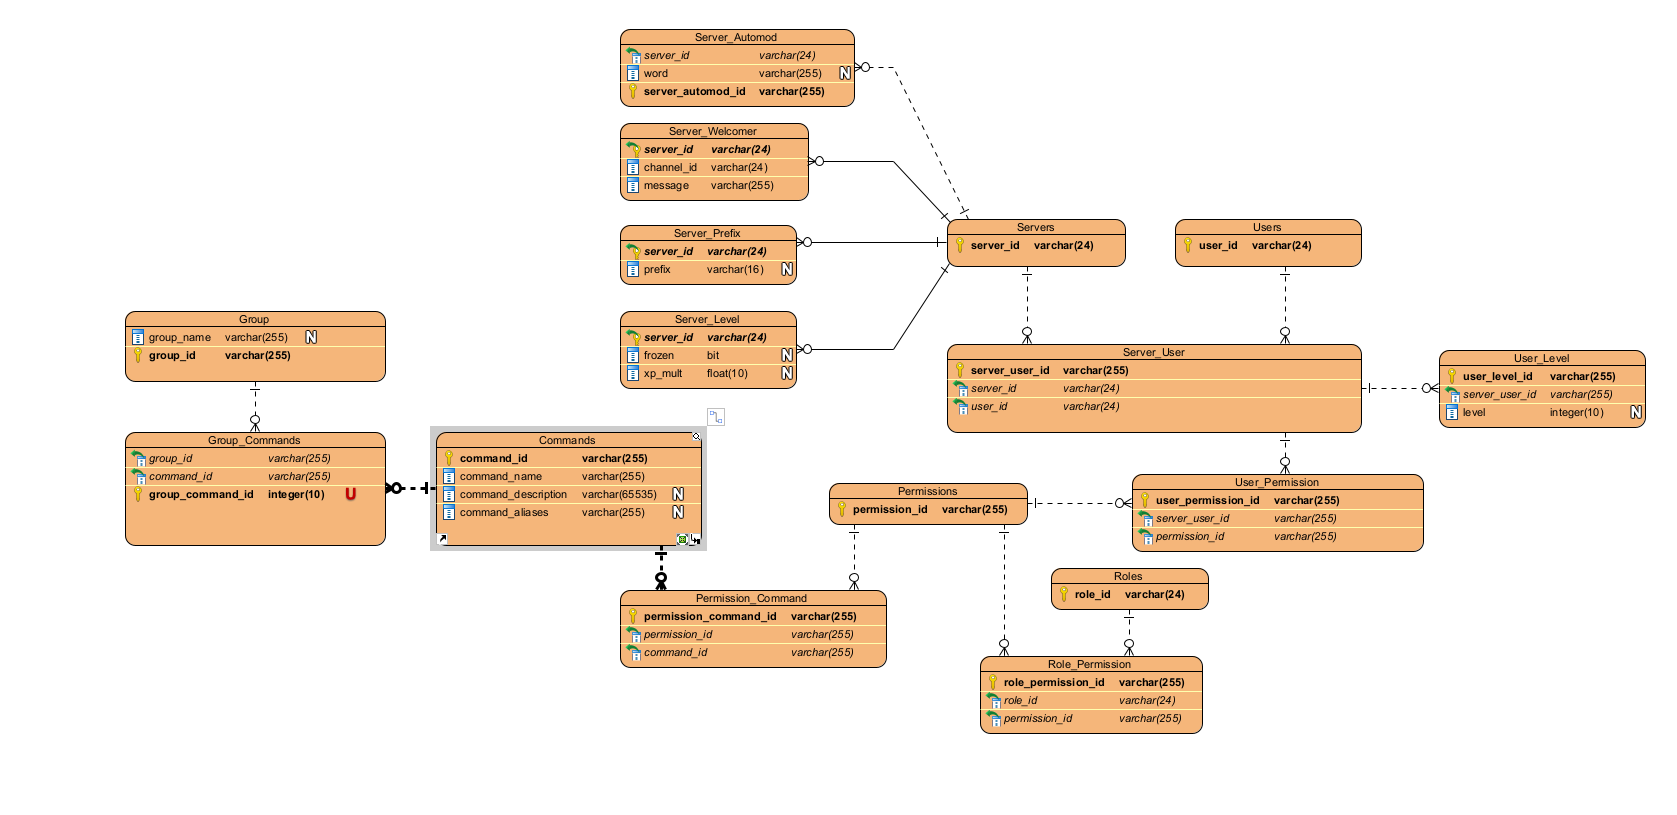 Server_Automod
server_id varchar(24)
word varchar(255) N
server_automod_id varchar(255)
Server_Welcomer
server_id varchar(24)
channel_id varchar(24)
message varchar(255)
Server_Prefix
server_id varchar(24)
prefix varchar(16) N
Server_Level
server_id varchar(24)
frozen bit N
xp_mult float(10) N
Servers
server_id varchar(24)
Users
user_id varchar(24)
Group
group_name varchar(255) N
group_id varchar(255)
Group_Commands
group_id varchar(255)
command_id varchar(255)
group_command_id integer(10) U
Commands
command_id varchar(255)
command_name varchar(255)
command_description varchar(65535) N
command_aliases varchar(255) N
Server_User
server_user_id varchar(255)
server_id varchar(24)
user_id varchar(24)
User_Level
user_level_id varchar(255)
server_user_id varchar(255)
level integer(10) N
Permissions
permission_id varchar(255)
User_Permission
user_permission_id varchar(255)
server_user_id varchar(255)
permission_id varchar(255)
Permission_Command
permission_command_id varchar(255)
permission_id varchar(255)
command_id varchar(255)
Roles
role_id varchar(24)
Role_Permission
role_permission_id varchar(255)
role_id varchar(24)
permission_id varchar(255)